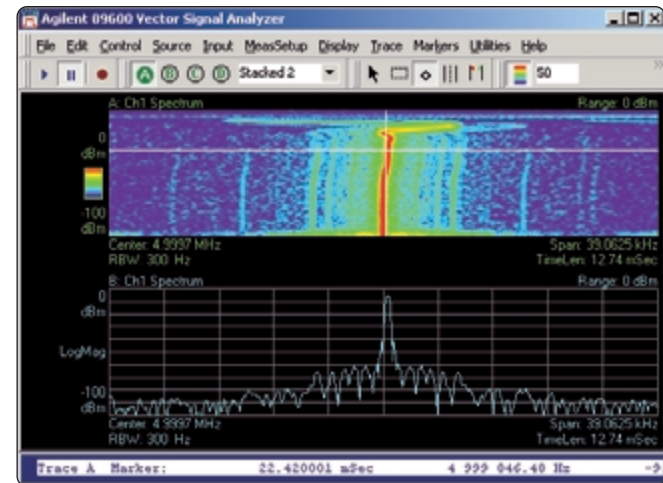 Agilent 89600 Vector Signal Analyzer
File Edit Control Source Input MeasSetup Display Trace Markers Utilities Help
A B C D Stacked 2 50
A: Ch1 Spectrum Range: 0 dBm
0
dBm
-100
dBm
Center: 4.9997 MHz Span: 39.0625 kHz
RBW: 300 Hz TimeLen: 12.74 mSec
B: Ch1 Spectrum Range: 0 dBm
0
dBm
LogMag
-100
dBm
Center: 4.9997 MHz Span: 39.0625 kHz
RBW: 300 Hz TimeLen: 12.74 mSec
Trace A Marker: 22.420001 mSec 4 999 046.40 Hz